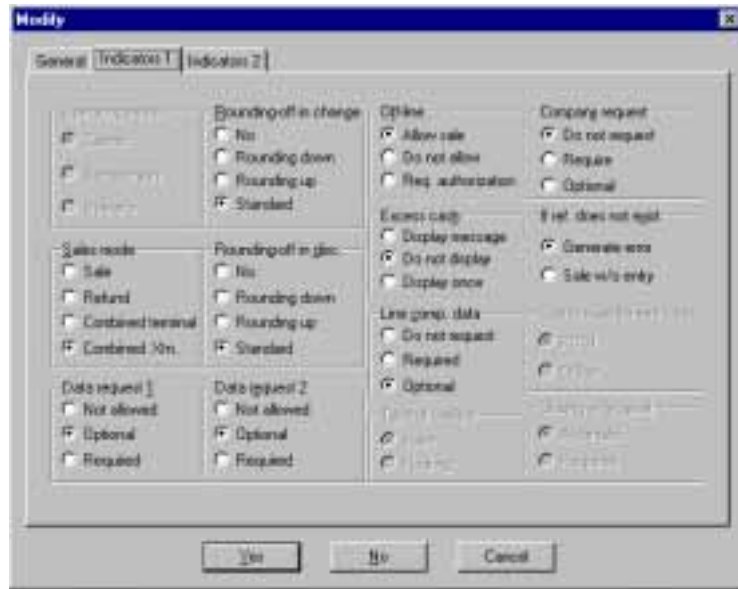 Modify
General Indicators 1 Indicators 2
Rounding-off in change
No
Rounding down
Rounding up
Standard
Off-line
Allow sale
Do not allow
Req. authorization
Company request
Do not request
Require
Optional
Excess cash
Display message
Do not display
Display once
If ref. does not exist
Generate error
Sale w/o entry
Sales mode
Sale
Refund
Combined terminal
Combined Xtn.
Rounding-off in disc.
No
Rounding down
Rounding up
Standard
Line comp. data
Do not request
Required
Optional
Data request 1
Not allowed
Optional
Required
Data request 2
Not allowed
Optional
Required
Yes No Cancel